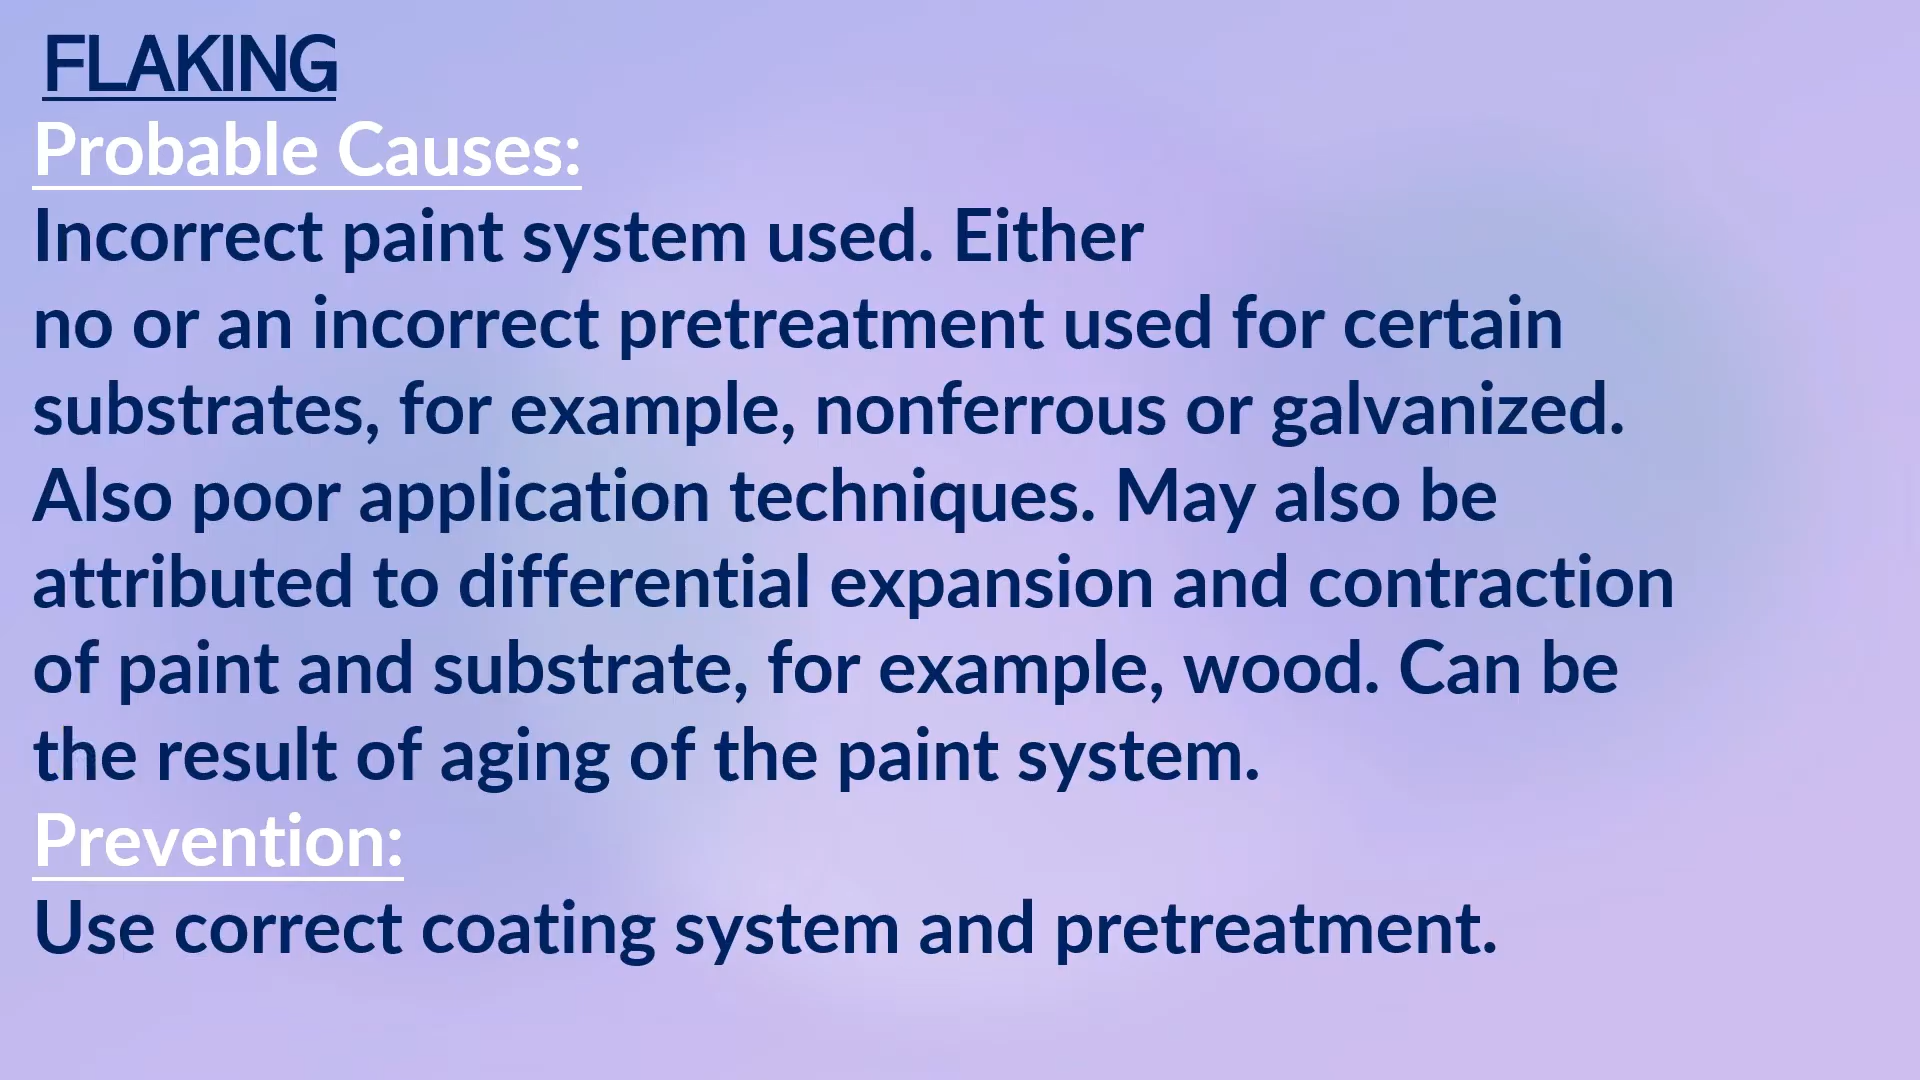 FLAKING
Probable Causes:
Incorrect paint system used. Either
no or an incorrect pretreatment used for certain
substrates, for example, nonferrous or galvanized.
Also poor application techniques. May also be
attributed to differential expansion and contraction
of paint and substrate, for example, wood. Can be
the result of aging of the paint system.
Prevention:
Use correct coating system and pretreatment.